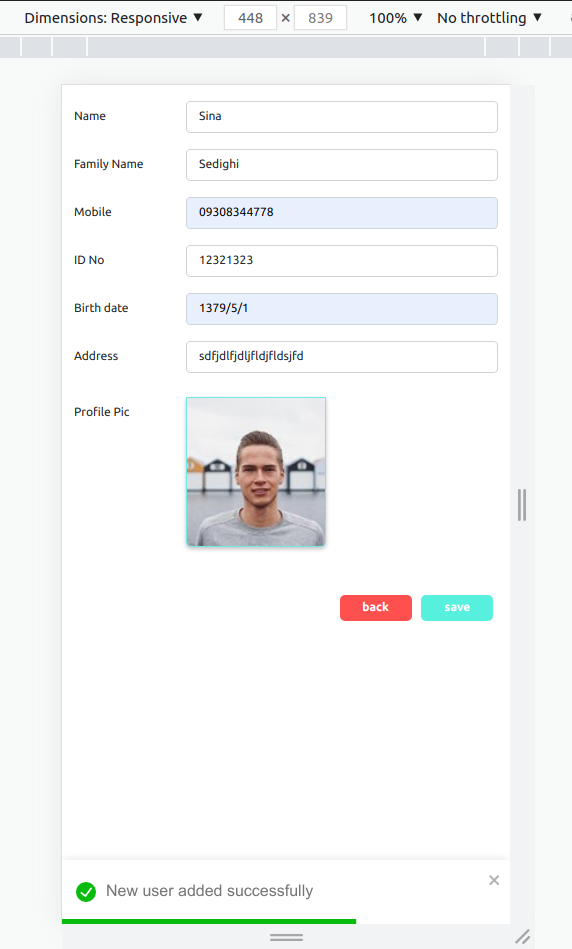 Dimensions: Responsive ▼ 448 × 839 100% ▼ No throttling ▼
Name Sina
Family Name Sedighi
Mobile 09308344778
ID No 12321323
Birth date 1379/5/1
Address sdfjdlfjdljfldjfldsjfd
Profile Pic
back save
New user added successfully ×